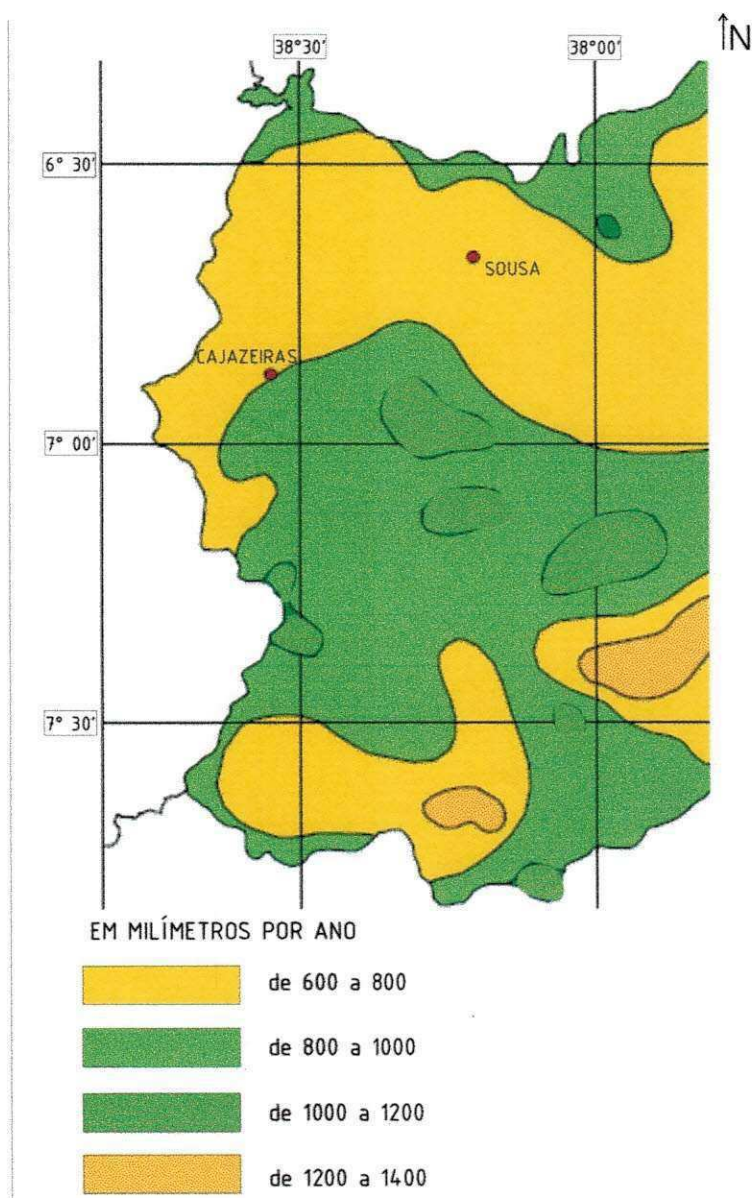 N
38°30'
38°00'
6° 30'
SOUSA
CAJAZEIRAS
7° 00'
7° 30'
EM MILÍMETROS POR ANO
de 600 a 800
de 800 a 1000
de 1000 a 1200
de 1200 a 1400